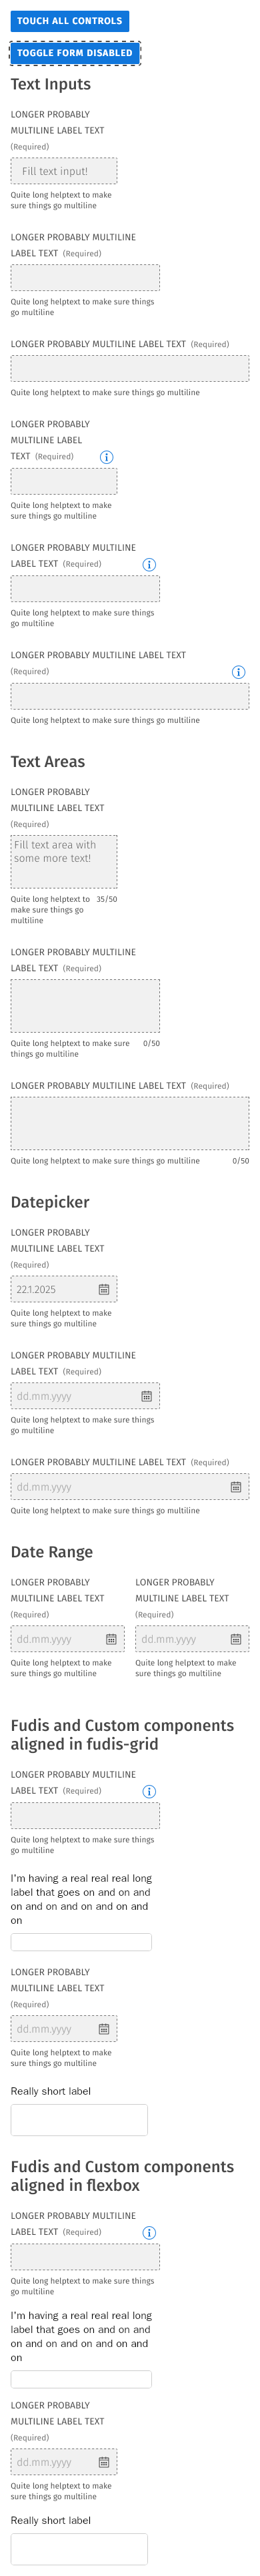 TOUCH ALL CONTROLS
TOGGLE FORM DISABLED
Text Inputs
LONGER PROBABLY
MULTILINE LABEL TEXT
(Required)
Fill text input!
Quite long helptext to make
sure things go multiline
LONGER PROBABLY MULTILINE
LABEL TEXT (Required)
Quite long helptext to make sure things
go multiline
LONGER PROBABLY MULTILINE LABEL TEXT (Required)
Quite long helptext to make sure things go multiline
LONGER PROBABLY
MULTILINE LABEL
TEXT (Required)
Quite long helptext to make
sure things go multiline
LONGER PROBABLY MULTILINE
LABEL TEXT (Required)
Quite long helptext to make sure things
go multiline
LONGER PROBABLY MULTILINE LABEL TEXT
(Required)
Quite long helptext to make sure things go multiline
Text Areas
LONGER PROBABLY
MULTILINE LABEL TEXT
(Required)
Fill text area with
some more text!
Quite long helptext to 35/50
make sure things go
multiline
LONGER PROBABLY MULTILINE
LABEL TEXT (Required)
Quite long helptext to make sure 0/50
things go multiline
LONGER PROBABLY MULTILINE LABEL TEXT (Required)
Quite long helptext to make sure things go multiline 0/50
Datepicker
LONGER PROBABLY
MULTILINE LABEL TEXT
(Required)
22.1.2025
Quite long helptext to make
sure things go multiline
LONGER PROBABLY MULTILINE
LABEL TEXT (Required)
dd.mm.yyyy
Quite long helptext to make sure things
go multiline
LONGER PROBABLY MULTILINE LABEL TEXT (Required)
dd.mm.yyyy
Quite long helptext to make sure things go multiline
Date Range
LONGER PROBABLY
MULTILINE LABEL TEXT
(Required)
dd.mm.yyyy
Quite long helptext to make
sure things go multiline
LONGER PROBABLY
MULTILINE LABEL TEXT
(Required)
dd.mm.yyyy
Quite long helptext to make
sure things go multiline
Fudis and Custom components
aligned in fudis-grid
LONGER PROBABLY MULTILINE
LABEL TEXT (Required)
Quite long helptext to make sure things
go multiline
I'm having a real real real long
label that goes on and on and
on and on and on and on and
on
LONGER PROBABLY
MULTILINE LABEL TEXT
(Required)
dd.mm.yyyy
Quite long helptext to make
sure things go multiline
Really short label
Fudis and Custom components
aligned in flexbox
LONGER PROBABLY MULTILINE
LABEL TEXT (Required)
Quite long helptext to make sure things
go multiline
I'm having a real real real long
label that goes on and on and
on and on and on and on and
on
LONGER PROBABLY
MULTILINE LABEL TEXT
(Required)
dd.mm.yyyy
Quite long helptext to make
sure things go multiline
Really short label